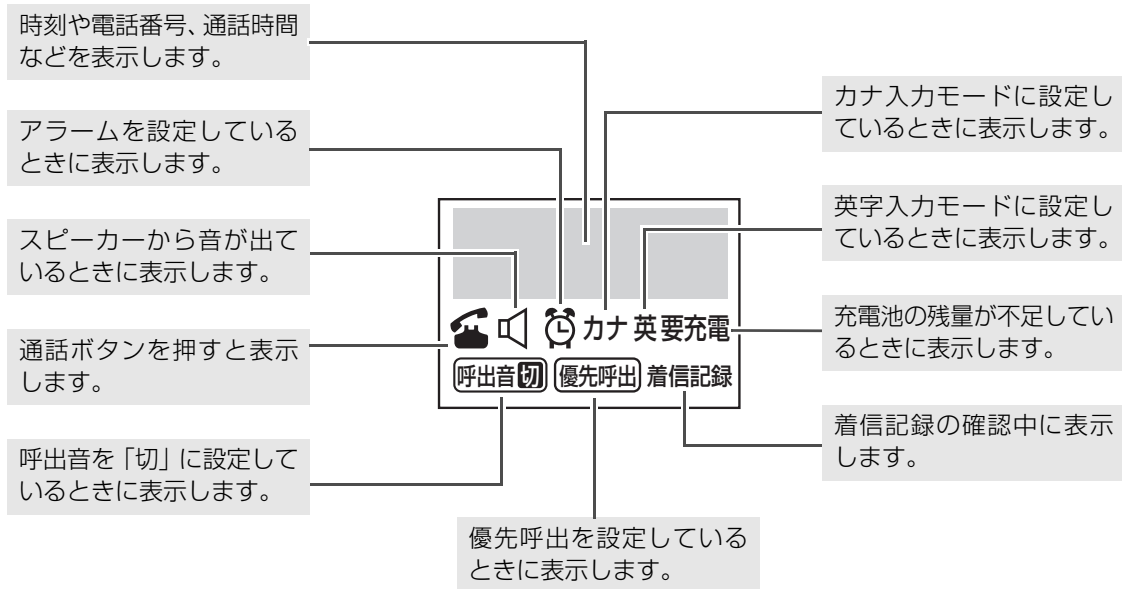 時刻や電話番号、通話時間
などを表示します。
アラームを設定している
ときに表示します。
スピーカーから音が出て
いるときに表示します。
通話ボタンを押すと表示
します。
呼出音を「切」に設定して
いるときに表示します。
カナ 英 要充電
呼出音切 優先呼出 着信記録
優先呼出を設定している
ときに表示します。
カナ入力モードに設定し
ているときに表示します。
英字入力モードに設定し
ているときに表示します。
充電池の残量が不足してい
るときに表示します。
着信記録の確認中に表示
します。